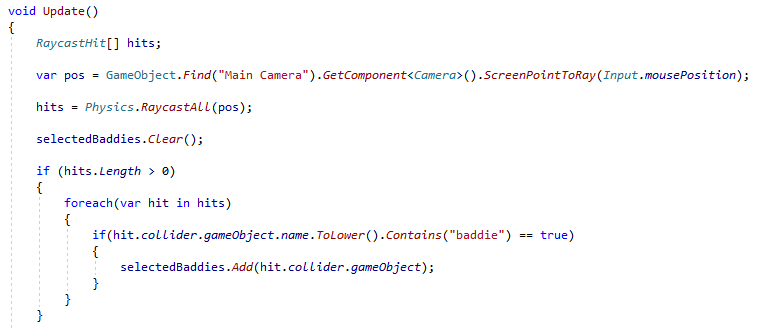 void Update()
{
RaycastHit[] hits;
var pos = GameObject.Find("Main Camera").GetComponent<Camera>().ScreenPointToRay(Input.mousePosition);
hits = Physics.RaycastAll(pos);
selectedBaddies.Clear();
if (hits.Length > 0)
{
foreach(var hit in hits)
{
if(hit.collider.gameObject.name.ToLower().Contains("baddie") == true)
{
selectedBaddies.Add(hit.collider.gameObject);
}
}
}